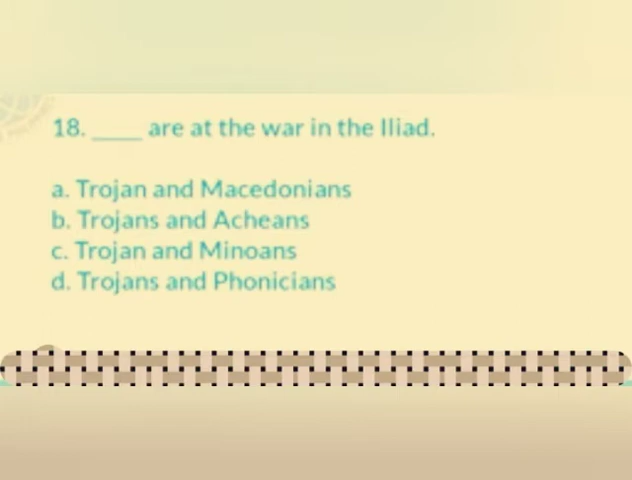 18. _____ are at the war in the Iliad.
a. Trojan and Macedonians
b. Trojans and Acheans
c. Trojan and Minoans
d. Trojans and Phonicians